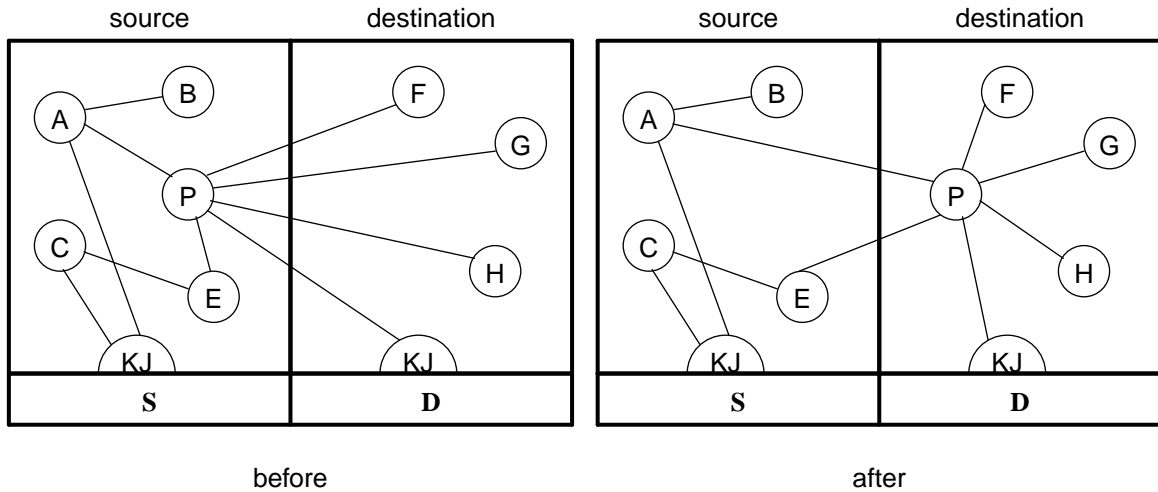 source destination source destination
B F B F
A A
G G
P P
C C
H H
E E
KJ KJ KJ KJ
S D S D
before after